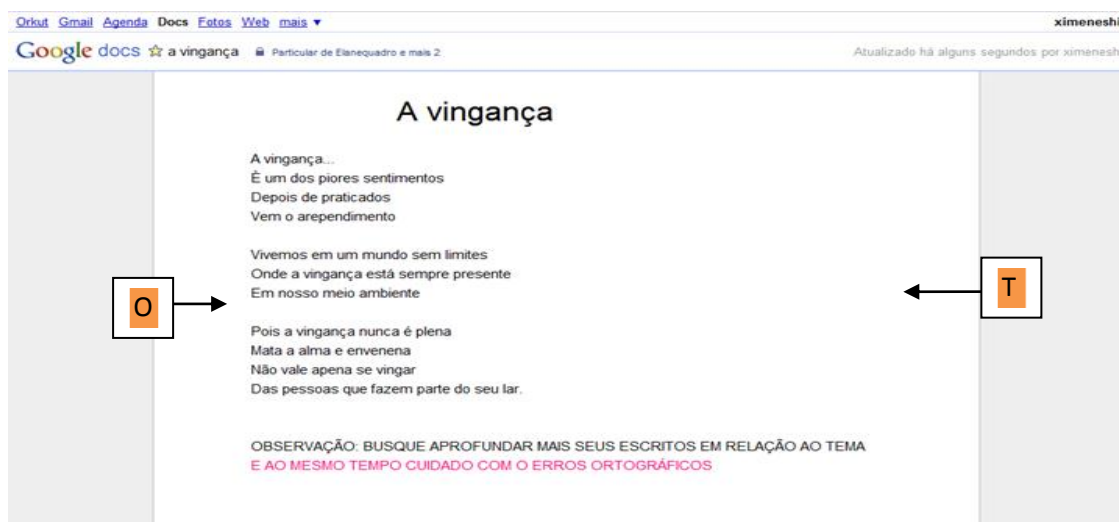 Orkut Gmail Agenda Docs Fotos Web mais ▼ ximeneshi
Google docs ☆ a vingança Particular de Elanequadro e mais 2 Atualizado há alguns segundos por ximenesh
A vingança
A vingança...
È um dos piores sentimentos
Depois de praticados
Vem o arependimento
Vivemos em um mundo sem limites
Onde a vingança está sempre presente
Em nosso meio ambiente
O
T
Pois a vingança nunca é plena
Mata a alma e envenena
Não vale apena se vingar
Das pessoas que fazem parte do seu lar.
OBSERVAÇÃO: BUSQUE APROFUNDAR MAIS SEUS ESCRITOS EM RELAÇÃO AO TEMA
E AO MESMO TEMPO CUIDADO COM O ERROS ORTOGRÁFICOS